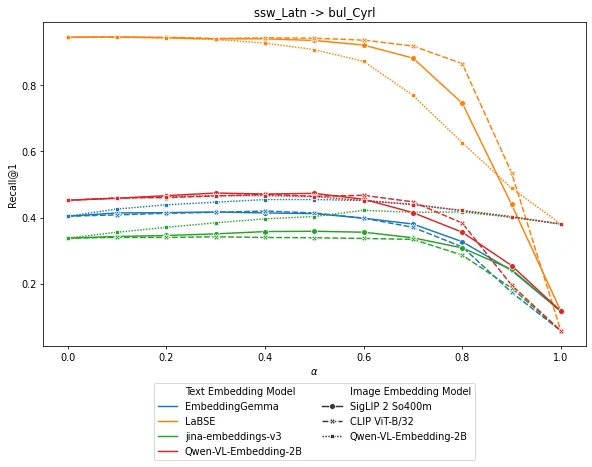 ssw_Latn -> bul_Cyrl
Recall@1
0.8
0.6
0.4
0.2
0.0 0.2 0.4 0.6 0.8 1.0
α
Text Embedding Model Image Embedding Model
EmbeddingGemma SigLIP 2 So400m
LaBSE CLIP ViT-B/32
jina-embeddings-v3 Qwen-VL-Embedding-2B
Qwen-VL-Embedding-2B